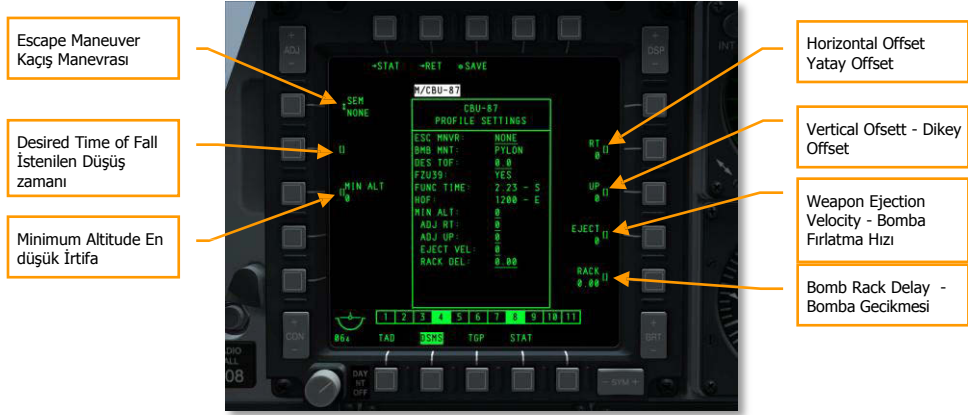 Escape Maneuver
Kaçış Manevrası
Desired Time of Fall
İstenilen Düşüş
zamanı
Minimum Altitude En
düşük İrtifa
Horizontal Offset
Yatay Offset
Vertical Ofsett - Dikey
Offset
Weapon Ejection
Velocity - Bomba
Fırlatma Hızı
Bomb Rack Delay -
Bomba Gecikmesi
+
ADJ
-
+
DSP
-
INT
STAT RET SAVE
M/CBU-87
SEM
NONE
MIN ALT
0
CBU-87
PROFILE SETTINGS
ESC MNVR: NONE
BMB MNT: PYLON
DES TOF: 0.0
FZU39: YES
FUNC TIME: 2.23 - S
HOF: 1200 - E
MIN ALT: 0
ADJ RT: 0
ADJ UP: 0
EJECT VEL: 0
RACK DEL: 0.00
RT
0
UP
0
EJECT
0
RACK
0.00
1 2 3 4 5 6 7 8 9 10 11
TAD DSMS TGP STAT
+
CON
-
+
BRT
-
DAY
NT
OFF
- SYM +
08